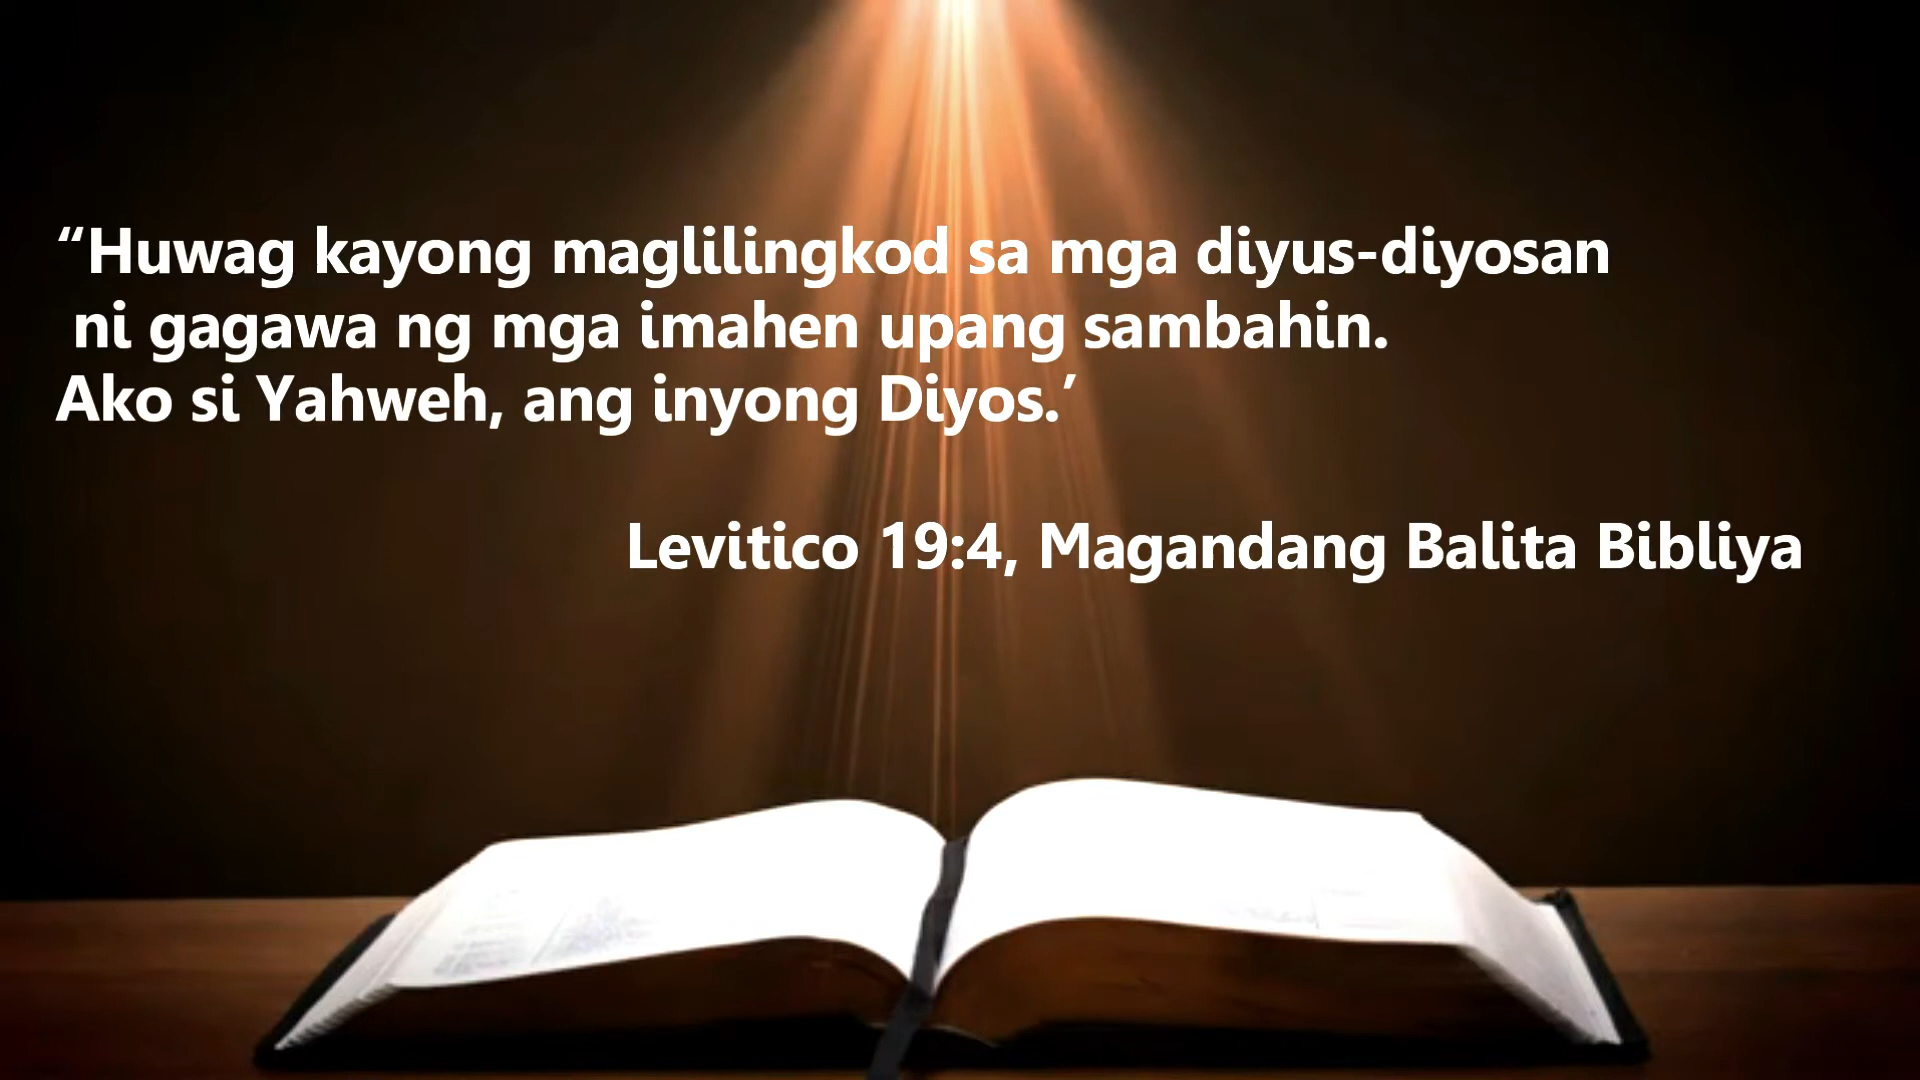 “Huwag kayong maglilingkod sa mga diyus-diyosan
ni gagawa ng mga imahen upang sambahin.
Ako si Yahweh, ang inyong Diyos.’
Levitico 19:4, Magandang Balita Bibliya